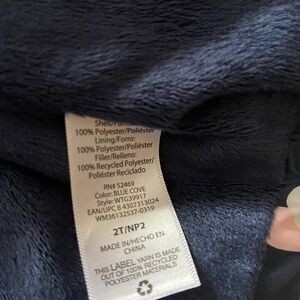 Shell/Fundas:
100% Polyester/Poliéster
Lining/Forro:
100% Polyester/Poliéster
Filler/Relleno:
100% Recycled Polyester/
Poliéster Reciclado
RN# 52469
Color: BLUE COVE
Style: WTG39917
EAN/UPC B 4307313024
WM36132537-0319
2T/NP2
MADE IN/HECHO EN
CHINA
THIS LABEL YARN IS MADE
OUT OF 100% RECYCLED
POLYESTER MATERIALS